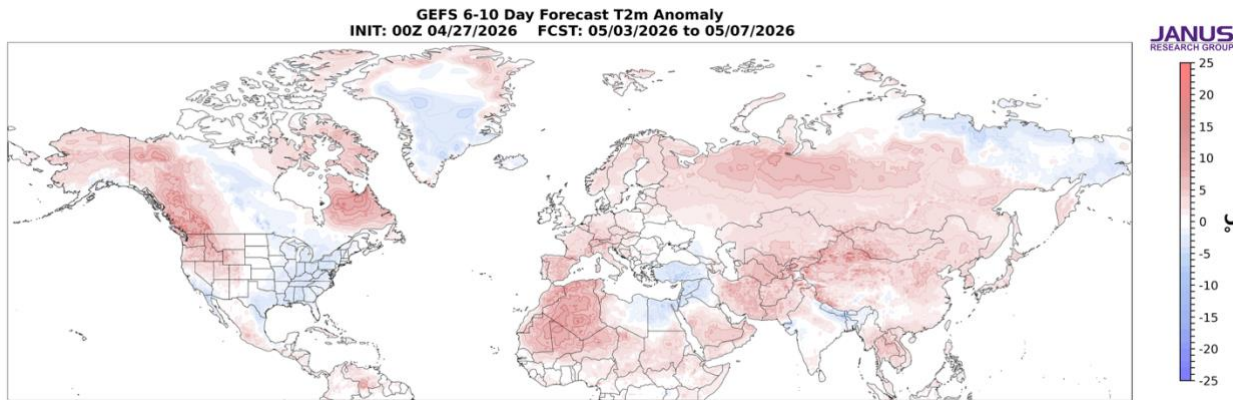 GEFS 6-10 Day Forecast T2m Anomaly
INIT: 00Z 04/27/2026 FCST: 05/03/2026 to 05/07/2026
JANUS
RESEARCH GROUP
25
20
15
10
5
0
-5
-10
-15
-20
-25
°C